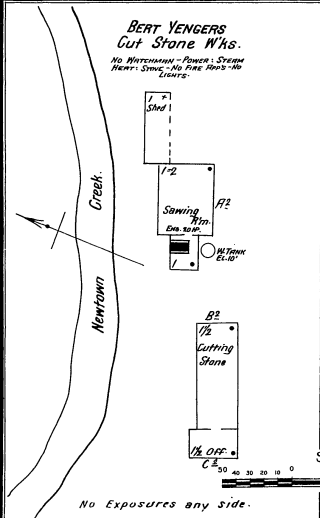 BERT YENGERS
Cut Stone W'ks.
NO WATCHMAN - POWER: STEAM
HEAT: STOVE - NO FIRE APP'S - NO
LIGHTS.
1
Shed
1=2
Sawing
R'm.
ENG. 20 HP.
A2
W. TANK
EL-10'
1
Newtown Creek.
B2
1½
Cutting
Stone
1½ Off.
C2
50 40 30 20 10 0
S
No Exposures any side.